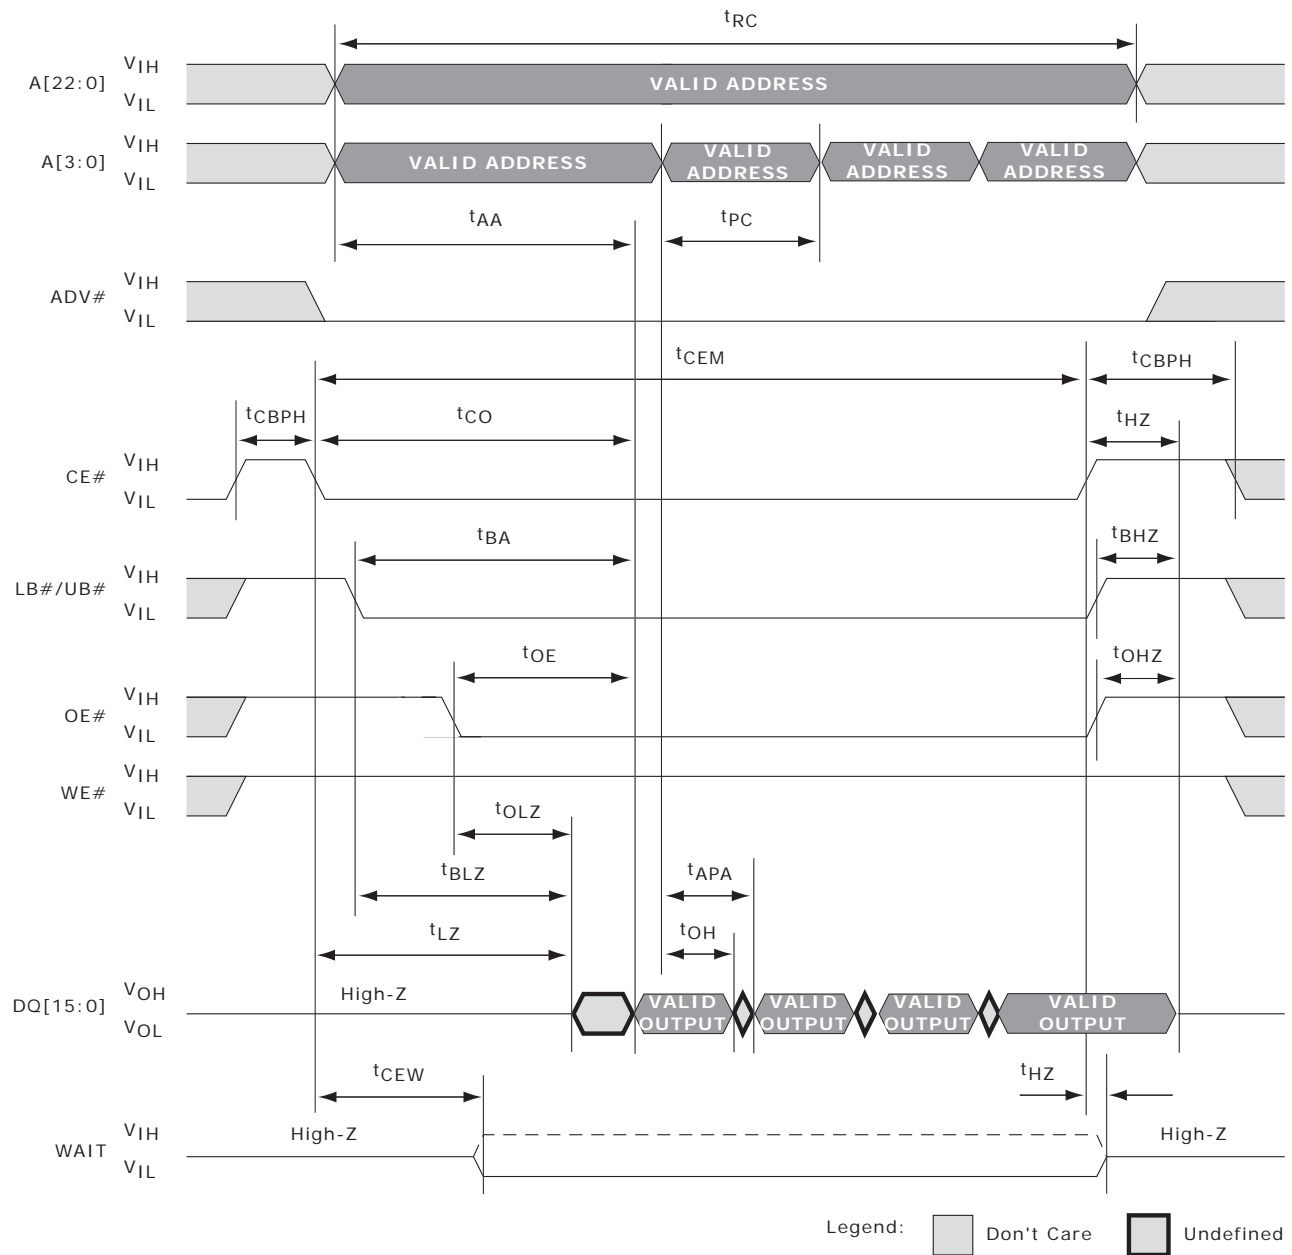 tRC
A[22:0] VIH VIL VALID ADDRESS
A[3:0] VIH VIL VALID ADDRESS VALID ADDRESS VALID ADDRESS VALID ADDRESS
tAA tPC
ADV# VIH VIL
tCEM tCBPH
tCBPH tCO tHZ
CE# VIH VIL
tBA tBHZ
LB#/UB# VIH VIL
tOE tOHZ
OE# VIH VIL
WE# VIH VIL
tOLZ
tBLZ tAPA
tLZ tOH
DQ[15:0] VOH VOL High-Z VALID OUTPUT VALID OUTPUT VALID OUTPUT VALID OUTPUT
tCEW tHZ
WAIT VIH VIL High-Z High-Z
Legend: Don't Care Undefined